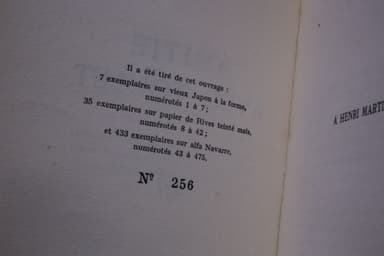 Il a été tiré de cet ouvrage :
7 exemplaires sur vieux Japon à la forme,
numérotés 1 à 7 ;
35 exemplaires sur papier de Rives teinté maïs,
numérotés 8 à 42 ;
et 433 exemplaires sur alfa Navarre,
numérotés 43 à 475.
Nº 256
A HENRI MARTI